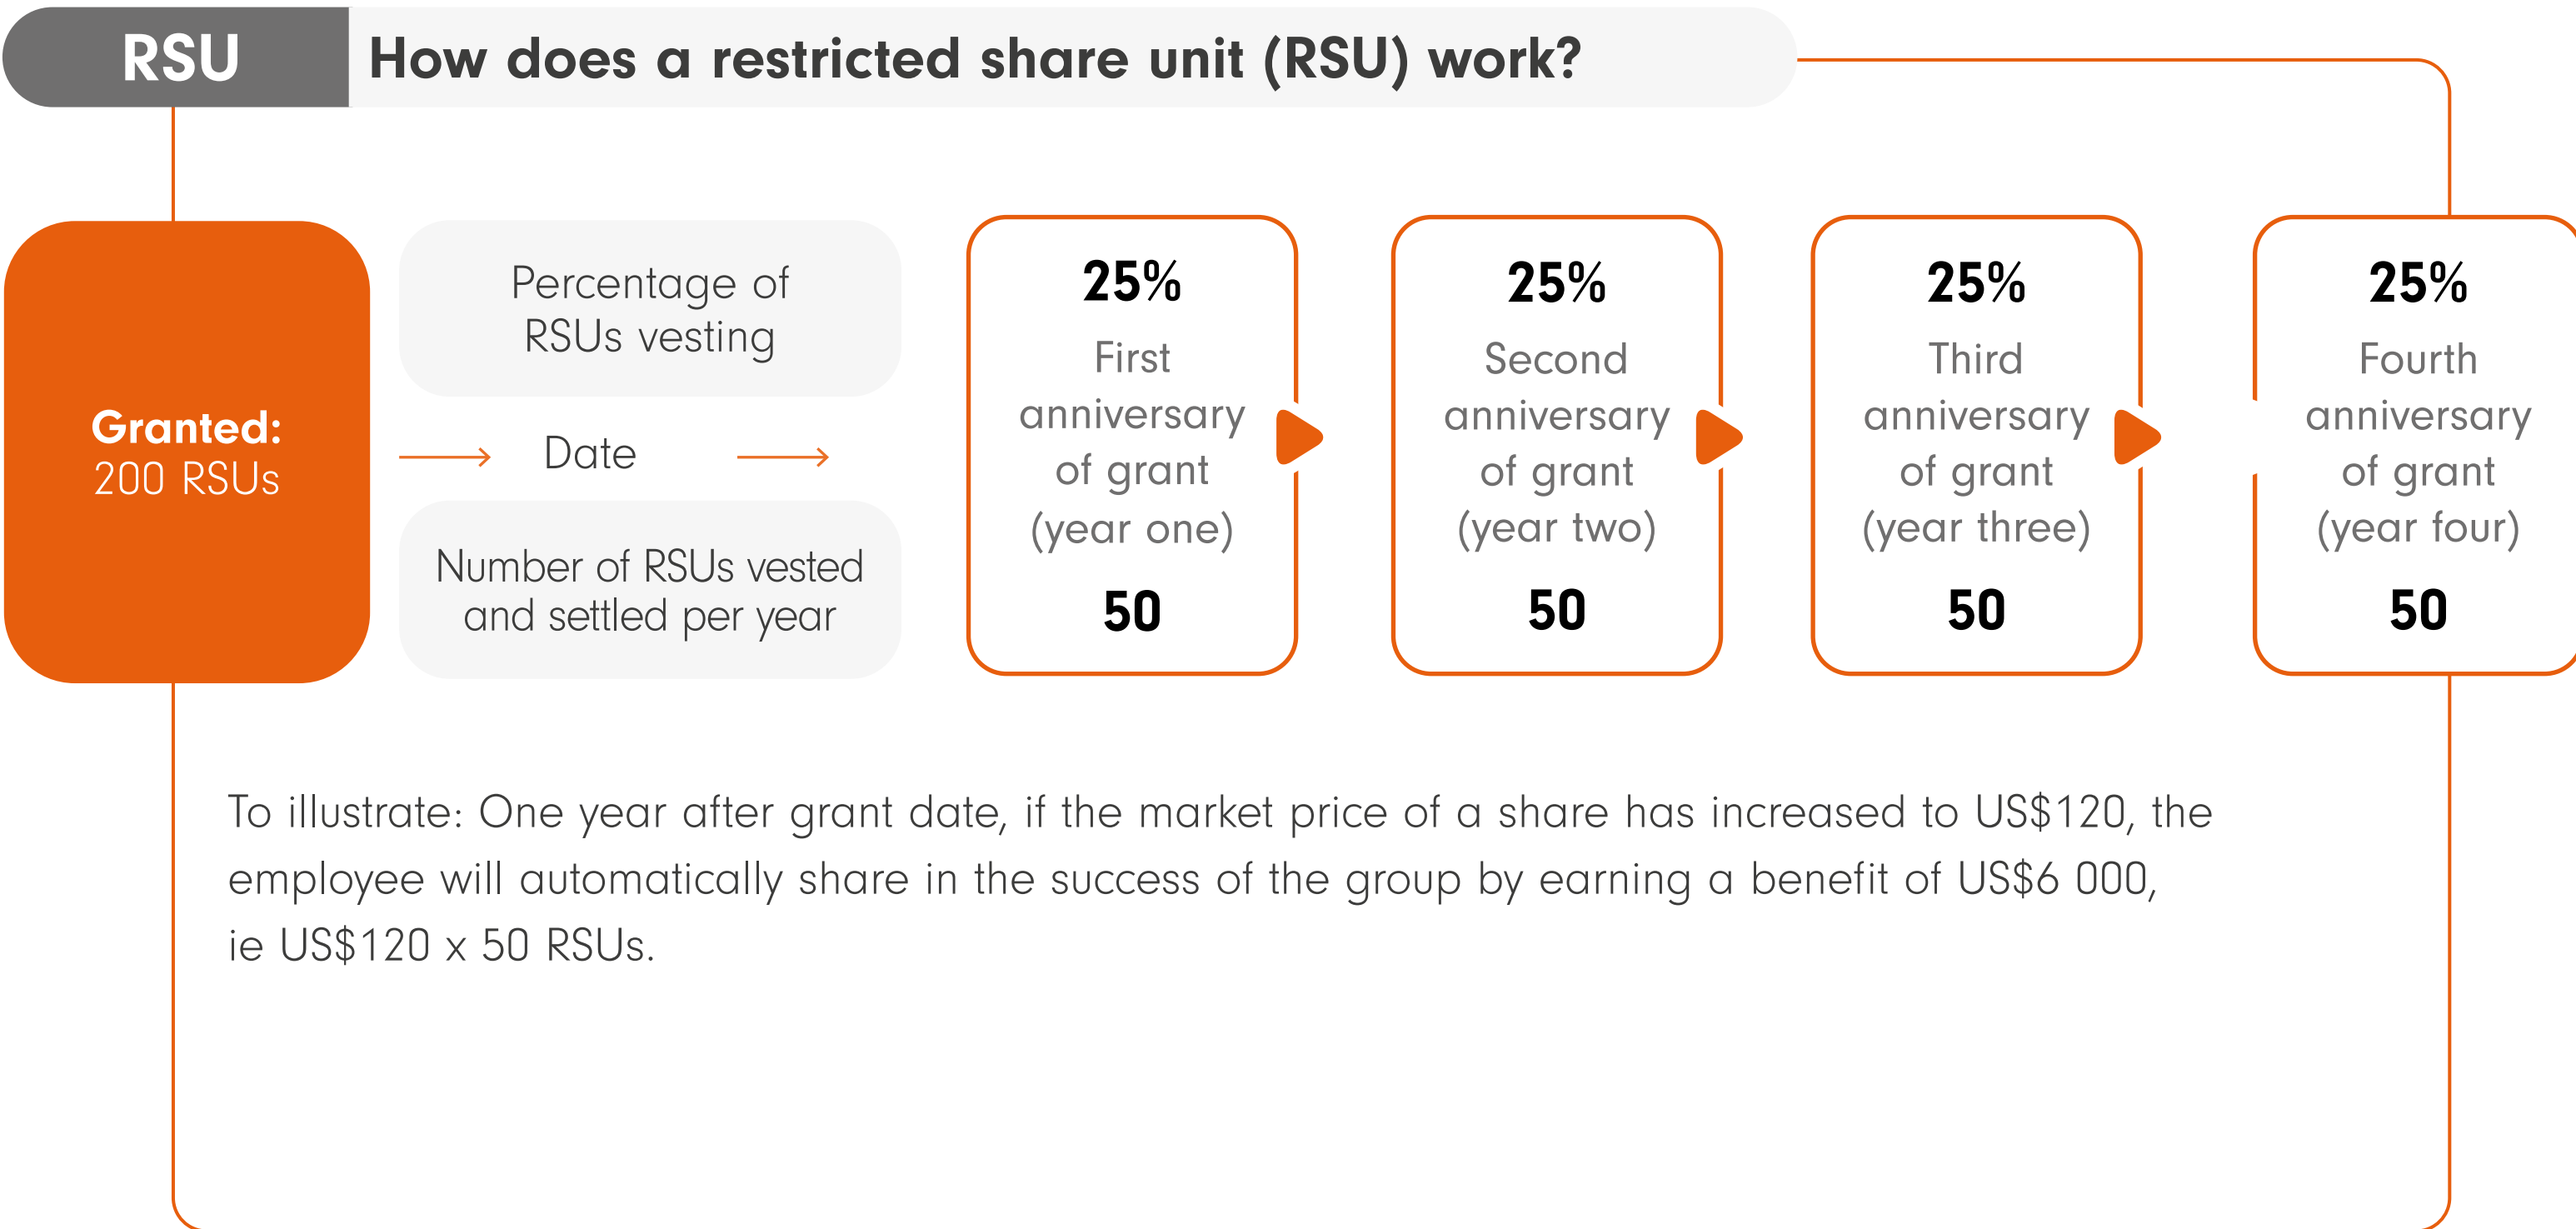 RSU
How does a restricted share unit (RSU) work?
Granted:
200 RSUs
Percentage of
RSUs vesting
Date
Number of RSUs vested
and settled per year
25%
First
anniversary
of grant
(year one)
50
25%
Second
anniversary
of grant
(year two)
50
25%
Third
anniversary
of grant
(year three)
50
25%
Fourth
anniversary
of grant
(year four)
50
To illustrate: One year after grant date, if the market price of a share has increased to US$120, the
employee will automatically share in the success of the group by earning a benefit of US$6 000,
ie US$120 x 50 RSUs.